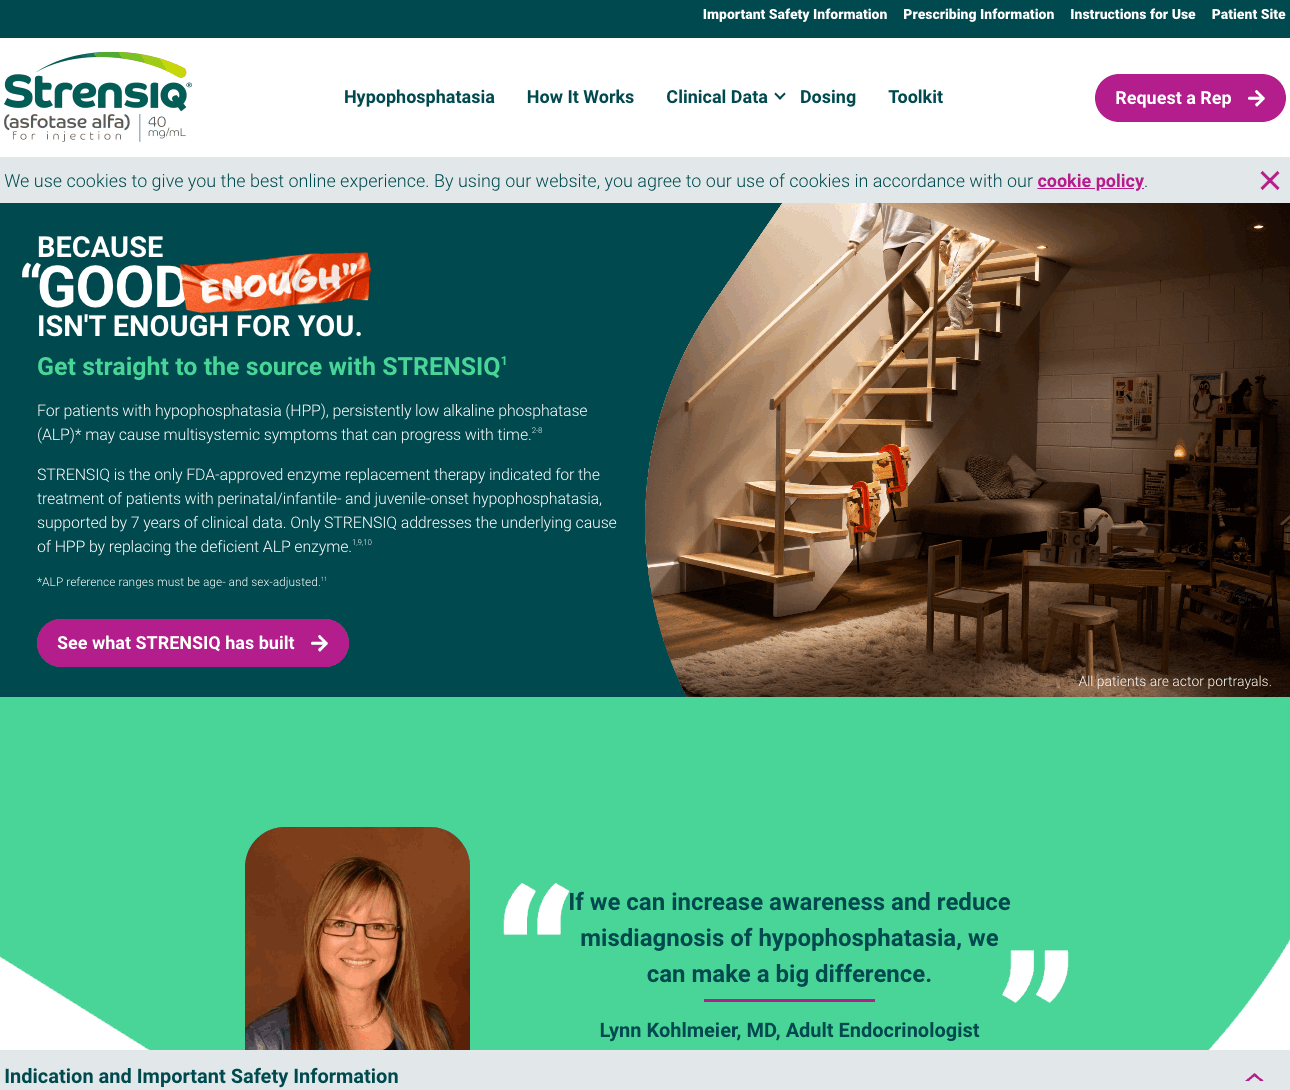 Important Safety Information Prescribing Information Instructions for Use Patient Site
Strensiq®
(asfotase alfa)
for injection
40
mg/mL
Hypophosphatasia How It Works Clinical Data Dosing Toolkit
Request a Rep
We use cookies to give you the best online experience. By using our website, you agree to our use of cookies in accordance with our cookie policy.
BECAUSE
“GOOD ENOUGH”
ISN'T ENOUGH FOR YOU.
Get straight to the source with STRENSIQ1
For patients with hypophosphatasia (HPP), persistently low alkaline phosphatase
(ALP)* may cause multisystemic symptoms that can progress with time.2-8
STRENSIQ is the only FDA-approved enzyme replacement therapy indicated for the
treatment of patients with perinatal/infantile- and juvenile-onset hypophosphatasia,
supported by 7 years of clinical data. Only STRENSIQ addresses the underlying cause
of HPP by replacing the deficient ALP enzyme.1,9,10
*ALP reference ranges must be age- and sex-adjusted.11
See what STRENSIQ has built
All patients are actor portrayals.
“If we can increase awareness and reduce
misdiagnosis of hypophosphatasia, we
can make a big difference.”
Lynn Kohlmeier, MD, Adult Endocrinologist
Indication and Important Safety Information